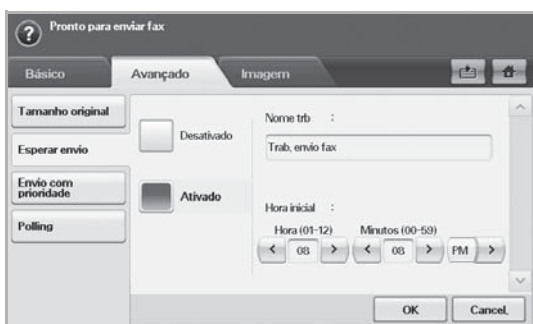 Pronto para enviar fax
Básico
Avançado
Imagem
Tamanho original
Esperar envio
Envio com
prioridade
Polling
Desativado
Ativado
Nome trb :
Trab, envio fax
Hora inicial :
Hora (01-12) Minutos (00-59)
08 08 PM
OK Cancel.